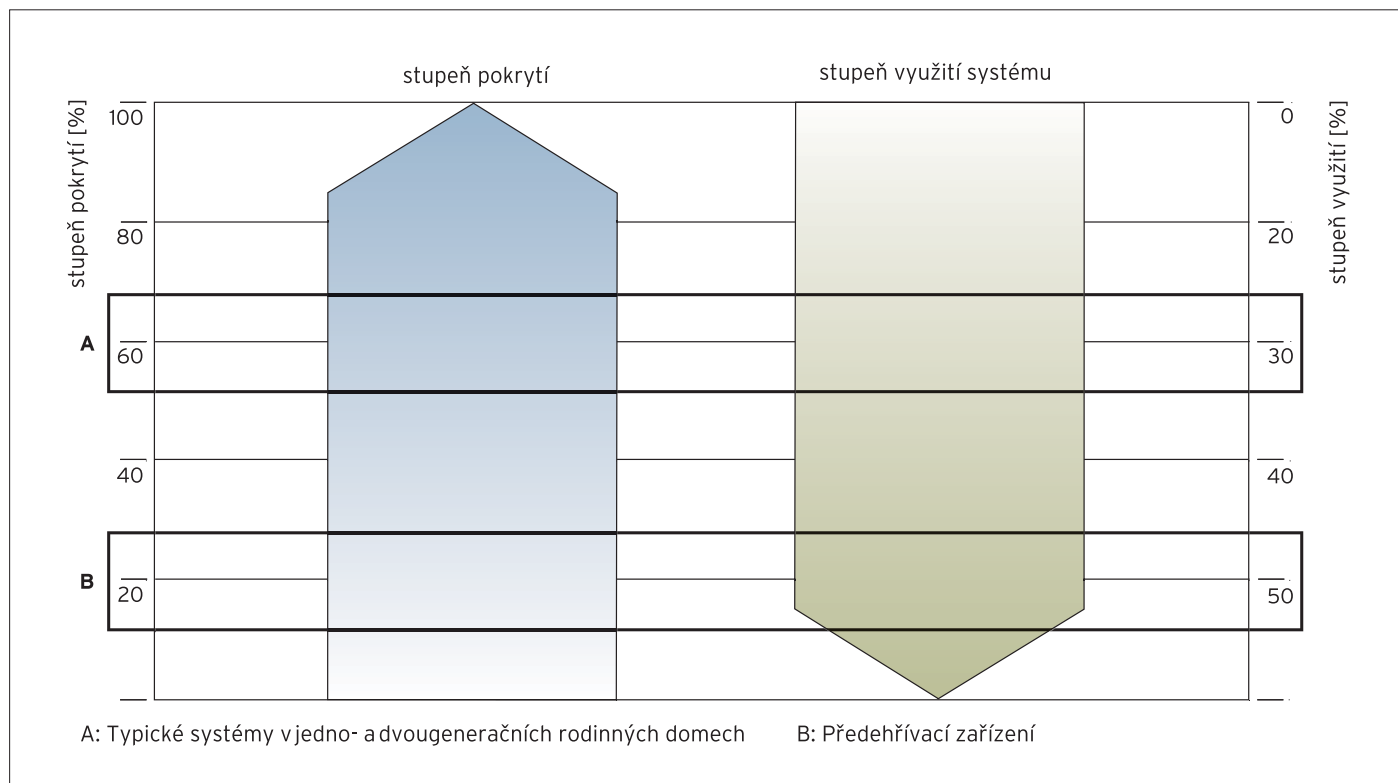 stupeň pokrytí
stupeň využití systému
stupeň pokrytí [%]
stupeň využití [%]
100
0
80
20
A
60
30
40
40
B
20
50
A: Typické systémy v jedno- a dvougeneračních rodinných domech
B: Předehřívací zařízení